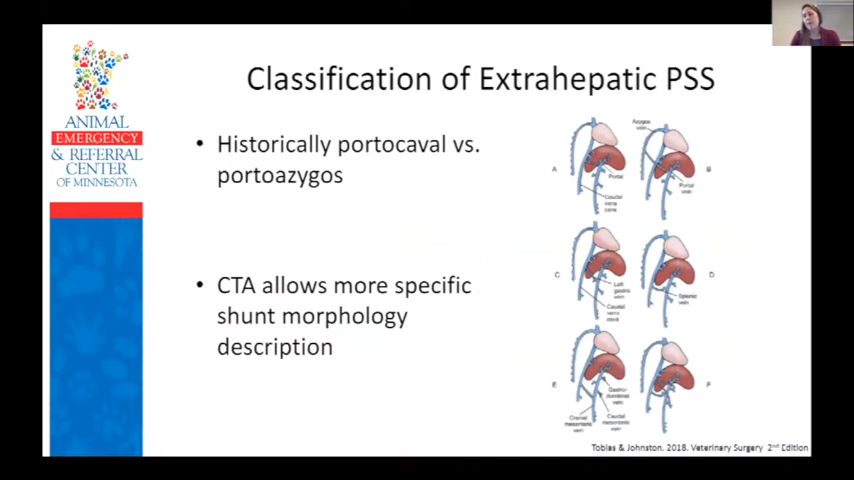 Classification of Extrahepatic PSS
ANIMAL
EMERGENCY
& REFERRAL
CENTER
OF MINNESOTA
• Historically portocaval vs.
portoazygos
• CTA allows more specific
shunt morphology
description
Azygos
vein
A
Portal
Caudal
vena
cava
B
Portal
vein
C
Left
gastric
vein
Caudal
vena
cava
D
Splenic
vein
E
Gastro-
duodenal
vein
Cranial
mesenteric
vein
Caudal
mesenteric
vein
F
Tobias & Johnston. 2018. Veterinary Surgery 2nd Edition